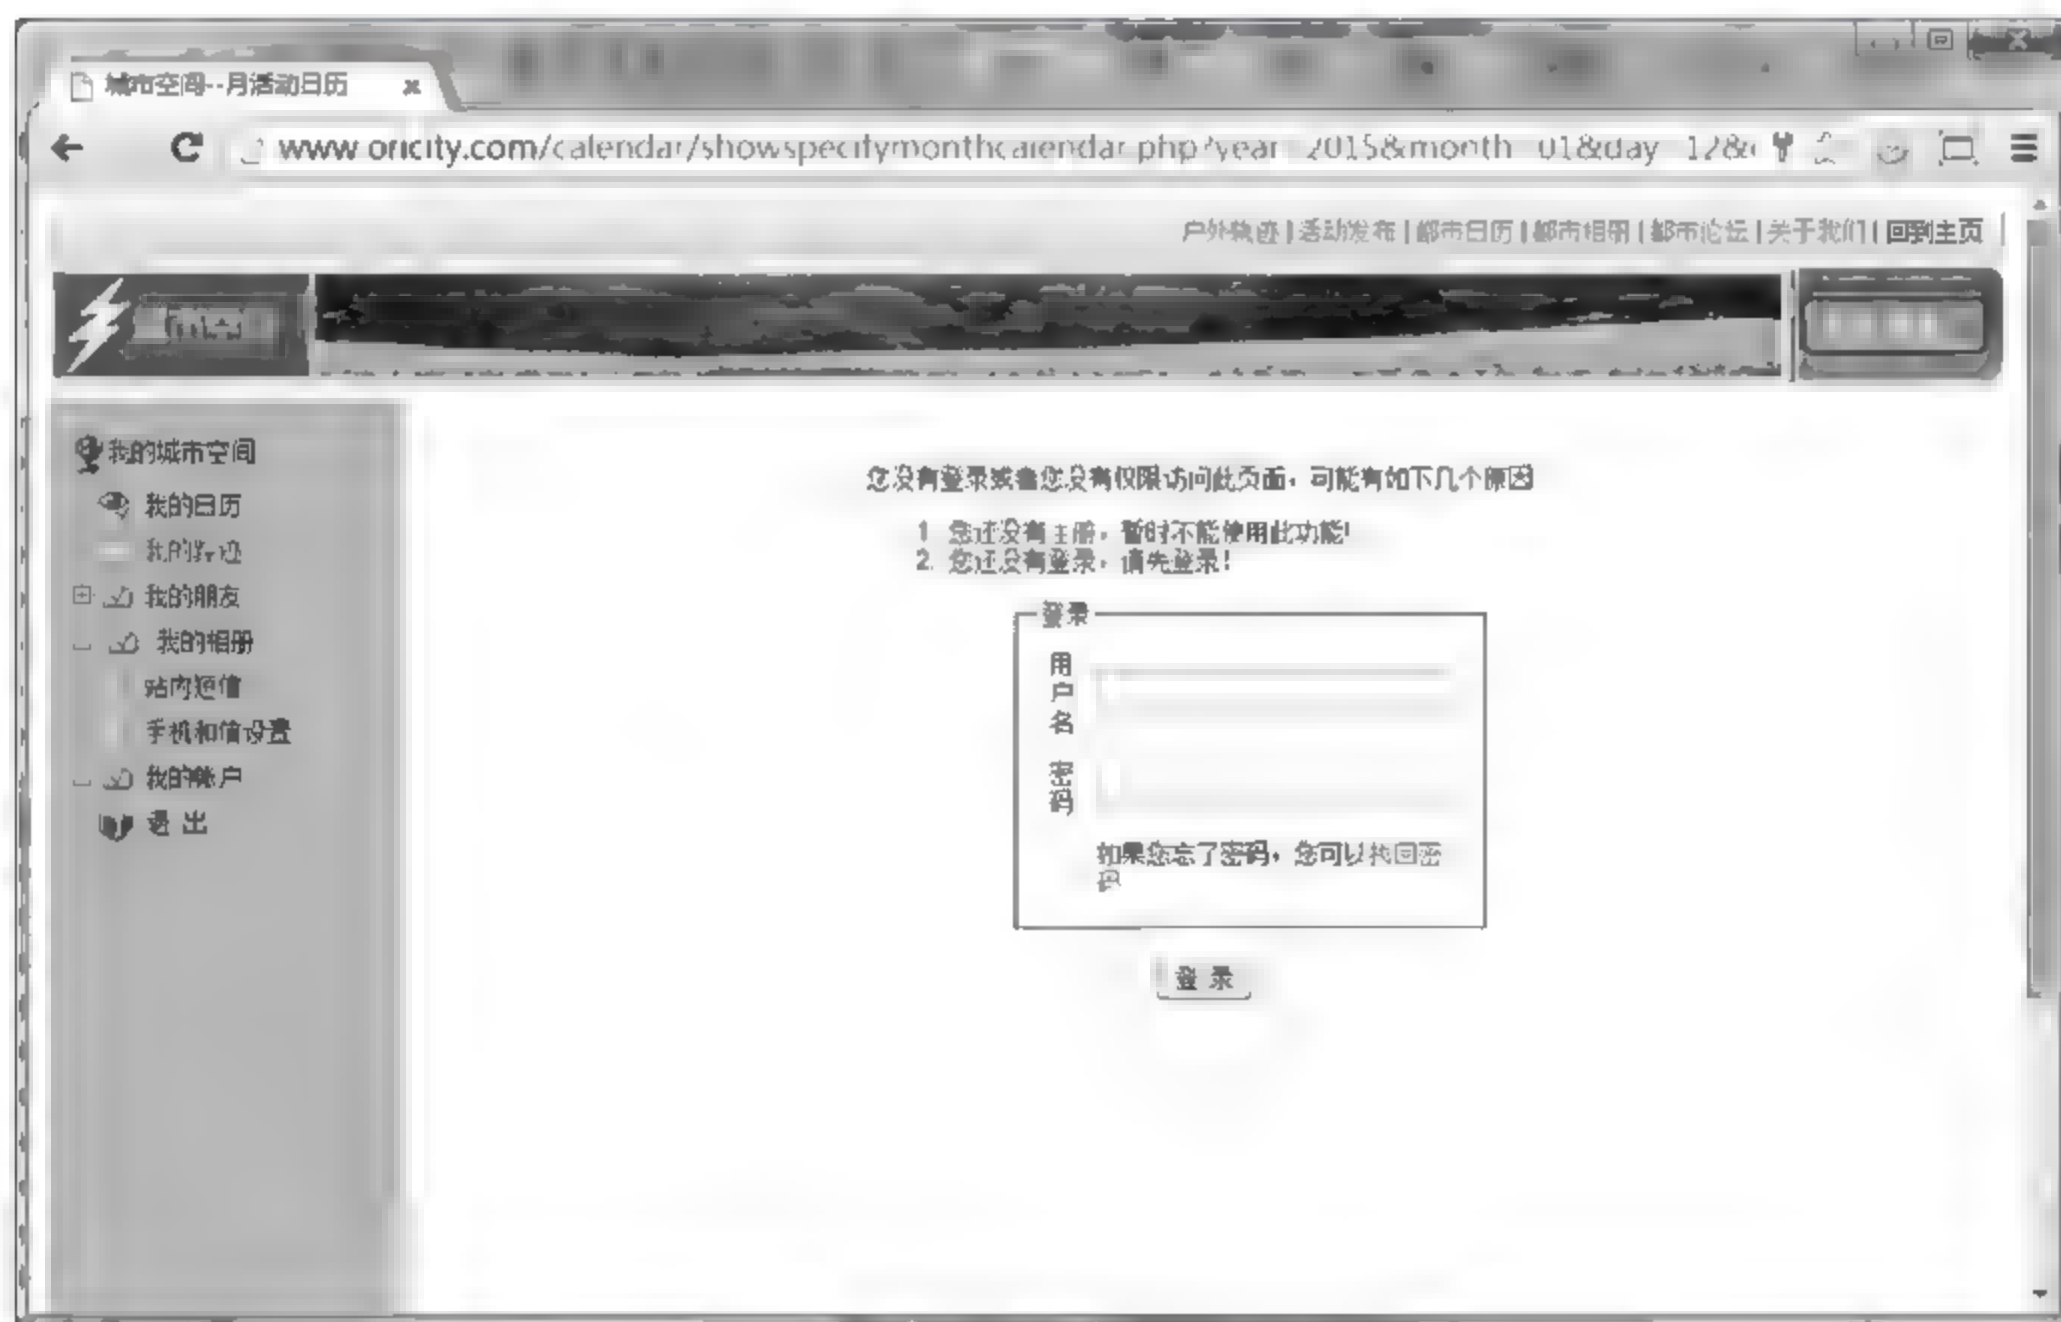 城市空间--月活动日历
www.oricity.com/calendar/showspecifymonthcalendar.php?year=2015&month=01&day=12&
户外轨迹 | 活动发布 | 都市日历 | 都市相册 | 都市论坛 | 关于我们 | 回到主页
我的城市空间
我的日历
我的轨迹
我的朋友
我的相册
站内短信
手机和信设置
我的帐户
退 出
您没有登录或者您没有权限访问此页面,可能有如下几个原因
1. 您还没有注册,暂时不能使用此功能!
2. 您还没有登录,请先登录!
登录
用户名
密码
如果您忘了密码,您可以找回密
码
登 录